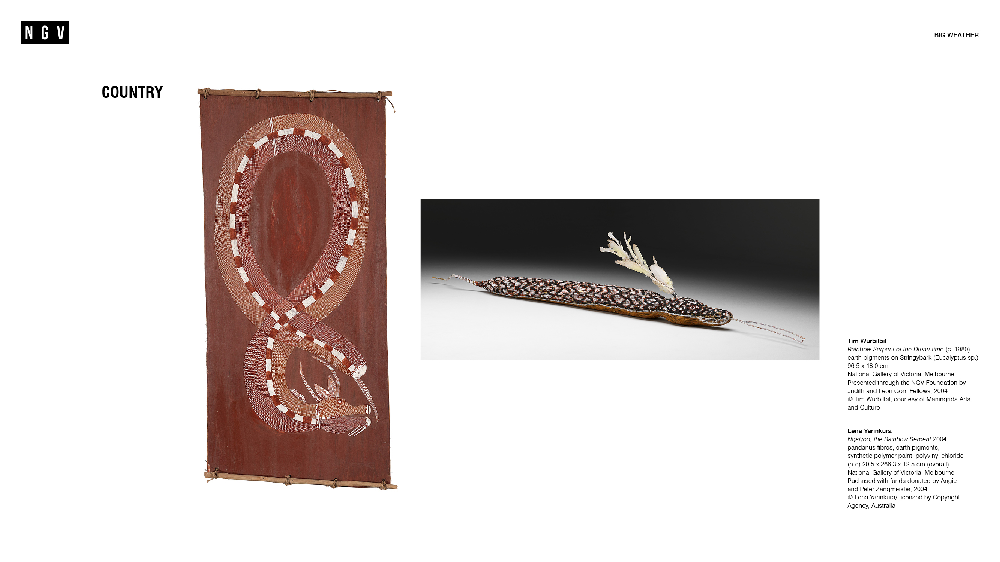 NGV
BIG WEATHER
COUNTRY
Tim Wurbilbil
Rainbow Serpent of the Dreamtime (c. 1980)
earth pigments on Stringybark (Eucalyptus sp.)
96.5 x 48.0 cm
National Gallery of Victoria, Melbourne
Presented through the NGV Foundation by
Judith and Leon Gorr, Fellows, 2004
© Tim Wurbilbil, courtesy of Maningrida Arts
and Culture
Lena Yarinkura
Ngalyod, the Rainbow Serpent 2004
pandanus fibres, earth pigments,
synthetic polymer paint, polyvinyl chloride
(a-c) 29.5 x 266.3 x 12.5 cm (overall)
National Gallery of Victoria, Melbourne
Puchased with funds donated by Angie
and Peter Zangmeister, 2004
© Lena Yarinkura/Licensed by Copyright
Agency, Australia